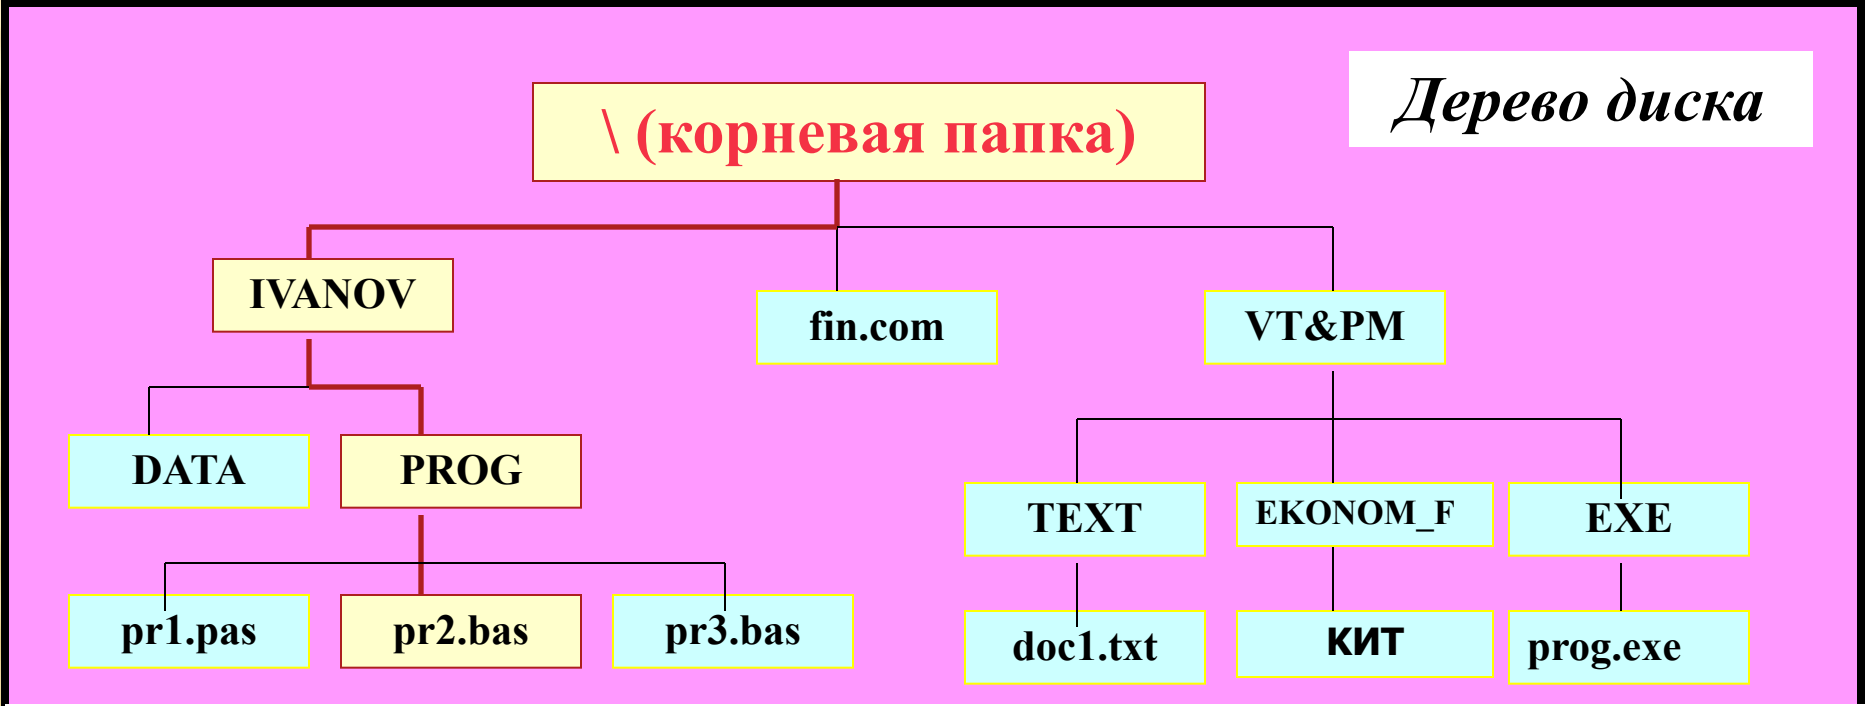 Дерево диска
\ (корневая папка)
IVANOV
fin.com
VT&PM
DATA
PROG
TEXT
EKONOM_F
EXE
pr1.pas
pr2.bas
pr3.bas
doc1.txt
КИТ
prog.exe